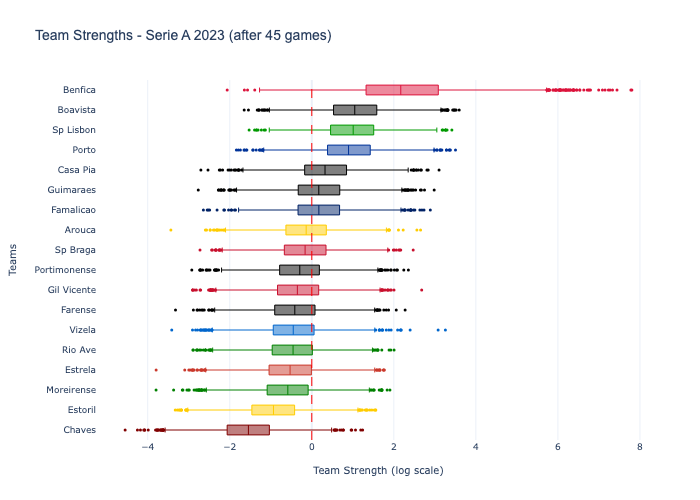 Team Strengths - Serie A 2023 (after 45 games)
Benfica
Boavista
Sp Lisbon
Porto
Casa Pia
Guimaraes
Famalicao
Arouca
Sp Braga
Portimonense
Gil Vicente
Farense
Vizela
Rio Ave
Estrela
Moreirense
Estoril
Chaves
Teams
−4
−2
0
2
4
6
8
Team Strength (log scale)